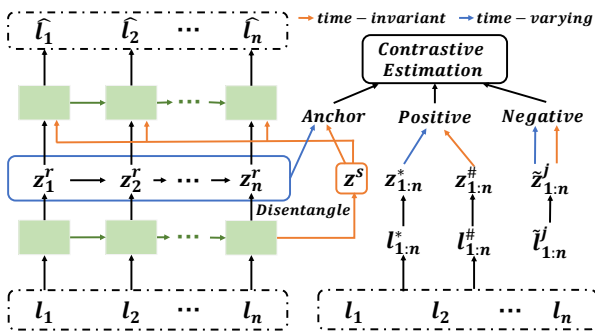 l̂₁ l̂₂ ⋯ l̂ₙ
time−invariant time−varying
Contrastive
Estimation
⋯
Anchor Positive Negative
z₁ʳ z₂ʳ ⋯ zₙʳ
zˢ
z*₁:ₙ z#₁:ₙ z̃ʲ₁:ₙ
Disentangle
⋯
l*₁:ₙ l#₁:ₙ l̃ʲ₁:ₙ
l₁ l₂ ⋯ lₙ
l₁ l₂ ⋯ lₙ